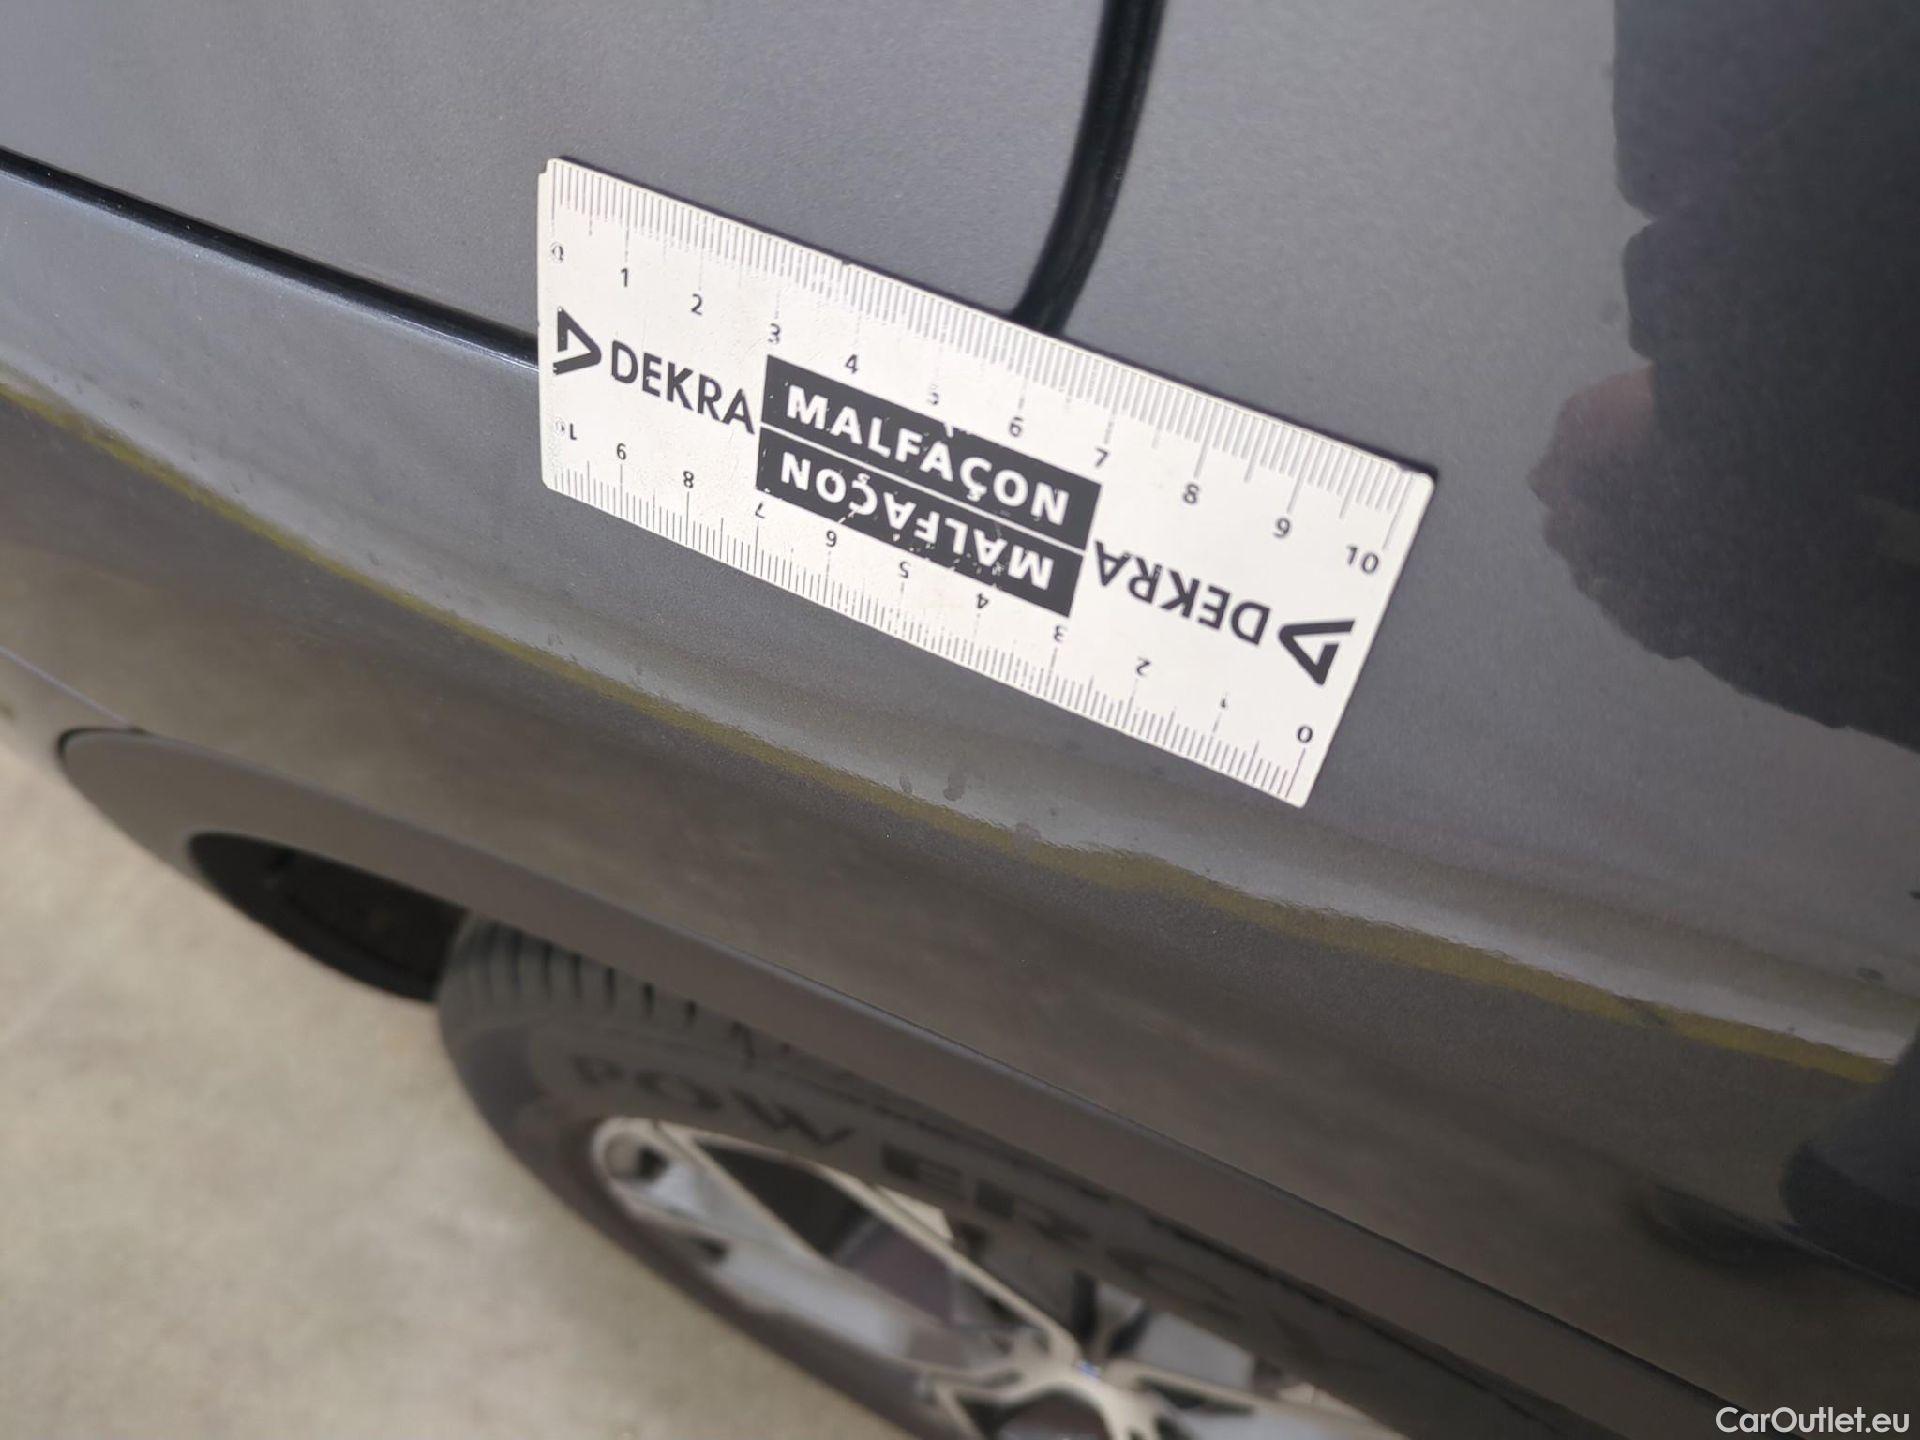 0 1 2 3 4 5 6 7 8 9 10
DEKRA
MALFAÇON
MALFAÇON
DEKRA
10 9 8 7 6 5 4 3 2 1 0
POWERGY
CarOutlet.eu